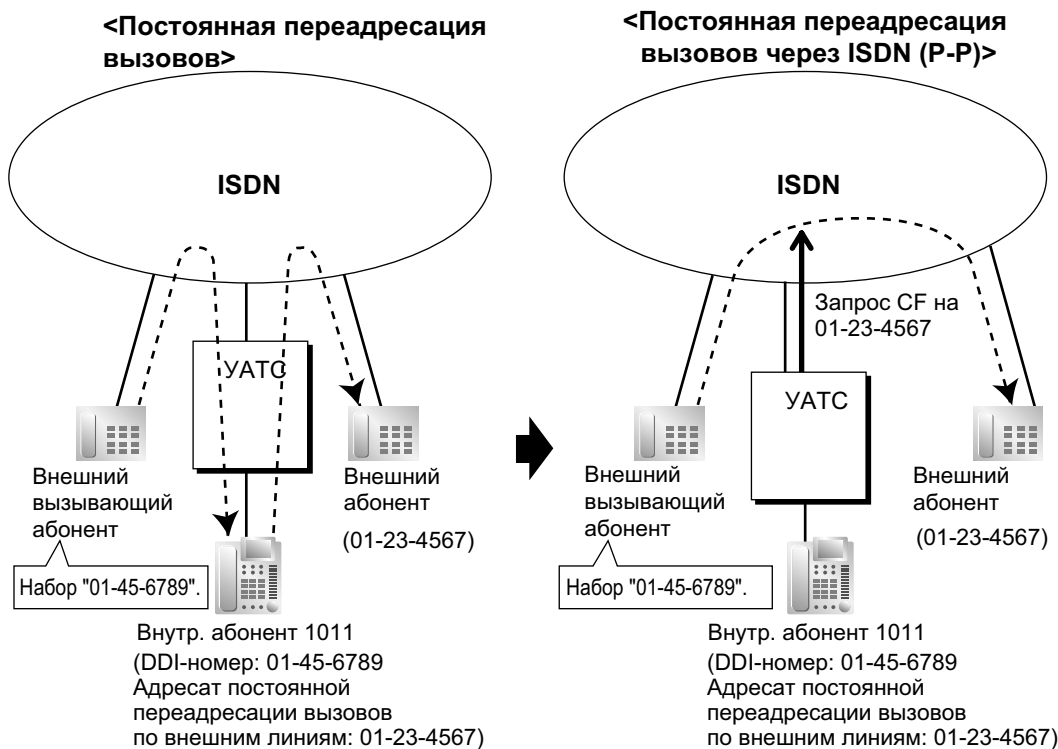 <Постоянная переадресация
вызовов>
ISDN
УАТС
Внешний
вызывающий
абонент
Набор "01-45-6789".
Внешний
абонент
(01-23-4567)
Внутр. абонент 1011
(DDI-номер: 01-45-6789
Адресат постоянной
переадресации вызовов
по внешним линиям: 01-23-4567)
<Постоянная переадресация
вызовов через ISDN (P-P)>
ISDN
Запрос CF на
01-23-4567
УАТС
Внешний
вызывающий
абонент
Набор "01-45-6789".
Внешний
абонент
(01-23-4567)
Внутр. абонент 1011
(DDI-номер: 01-45-6789
Адресат постоянной
переадресации вызовов
по внешним линиям: 01-23-4567)